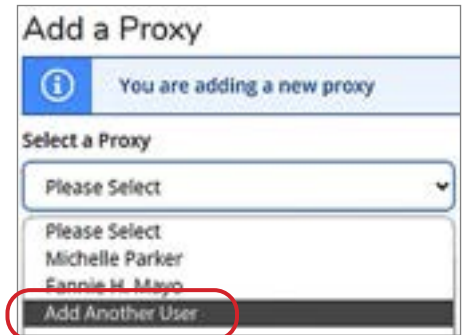 Add a Proxy
You are adding a new proxy
Select a Proxy
Please Select
Please Select
Michelle Parker
Fannie H. Mayo
Add Another User